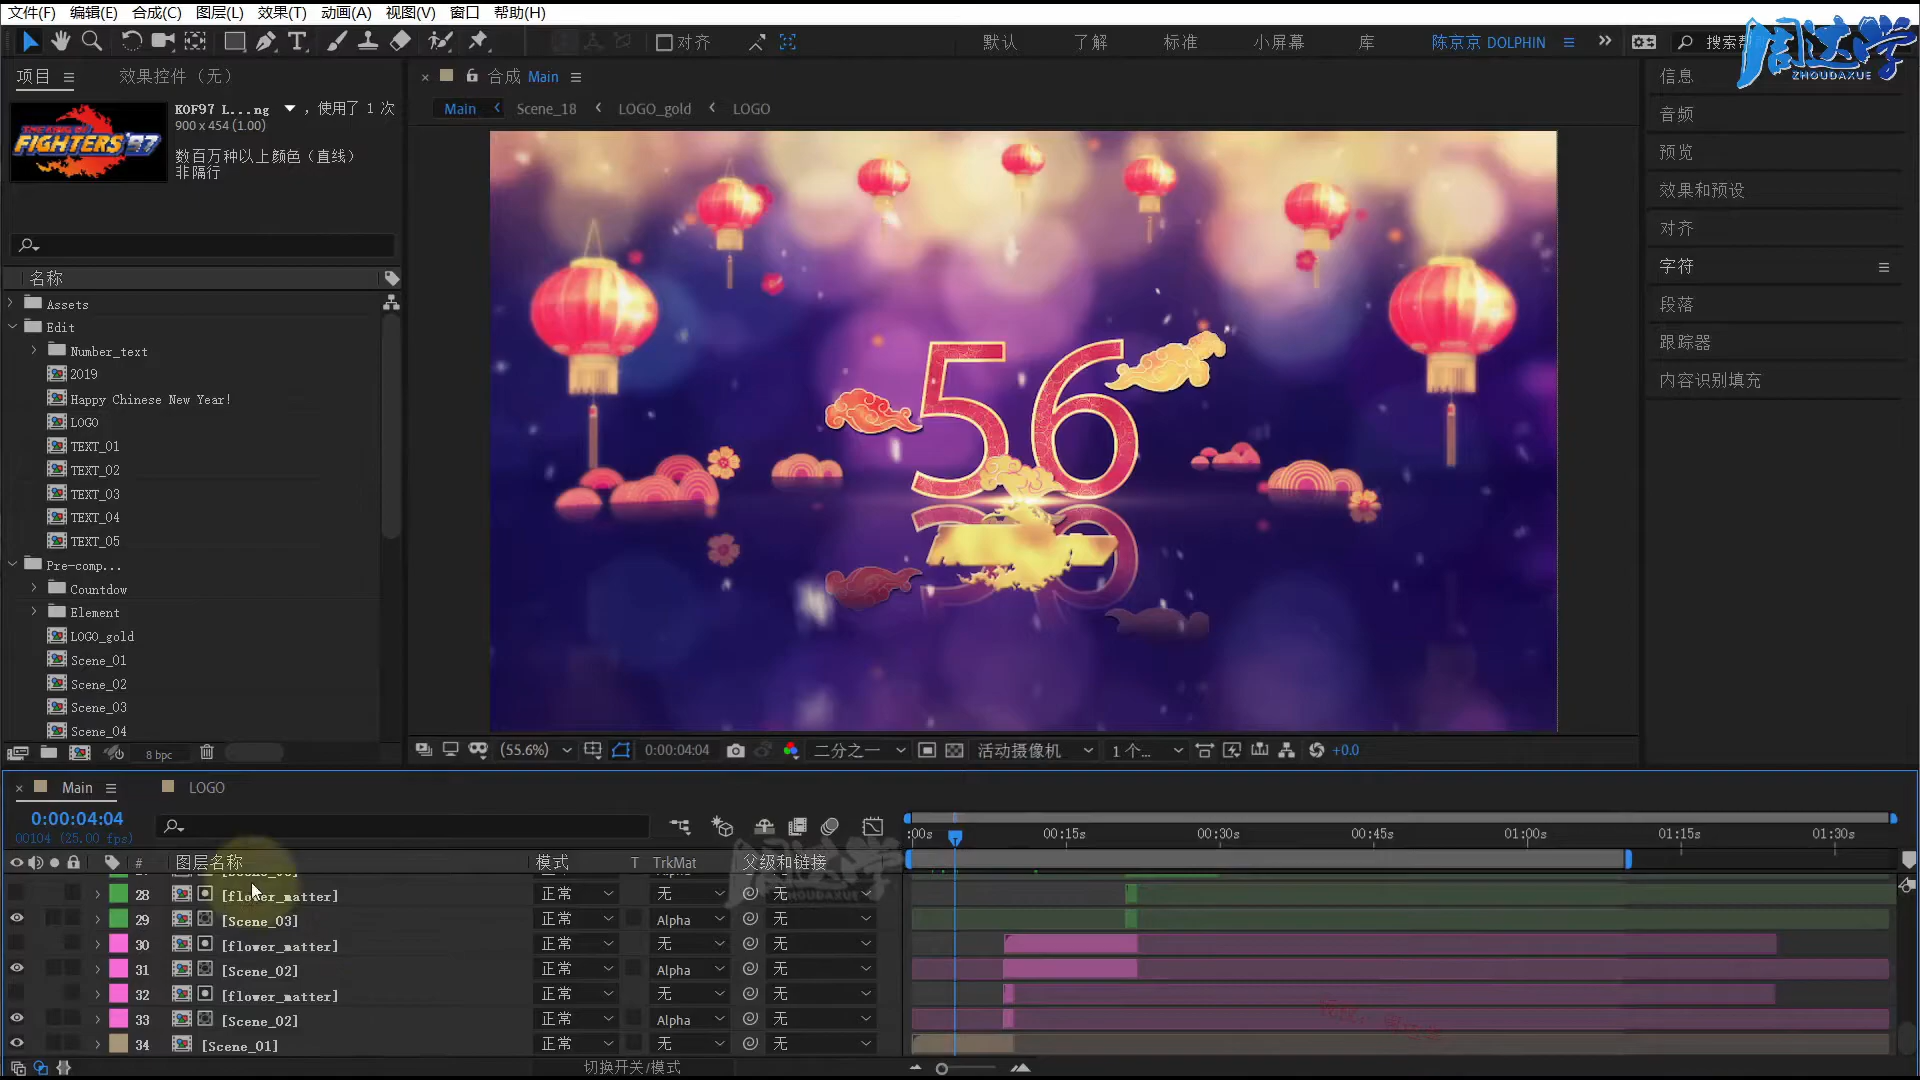 文件(F) 编辑(E) 合成(C) 图层(L) 效果(T) 动画(A) 视图(V) 窗口 帮助(H)
对齐 默认 了解 标准 小屏幕 库 陈京京 DOLPHIN 搜索帮
周达学
ZHOUDAXUE
项目 效果控件（无）
合成 Main
KOF97 L...ng ，使用了 1 次
900 x 454 (1.00)
数百万种以上颜色（直线）
非隔行
FIGHTERS'97
Main Scene_18 LOGO_gold LOGO
名称
Assets
Edit
Number_text
2019
Happy Chinese New Year!
LOGO
TEXT_01
TEXT_02
TEXT_03
TEXT_04
TEXT_05
Pre-comp...
Countdow
Element
LOGO_gold
Scene_01
Scene_02
Scene_03
Scene_04
8 bpc
56
(55.6%) 0:00:04:04 二分之一 活动摄像机 1个... +0.0
信息
音频
预览
效果和预设
对齐
字符
段落
跟踪器
内容识别填充
Main LOGO
0:00:04:04
00104 (25.00 fps)
:00s 00:15s 00:30s 00:45s 01:00s 01:15s 01:30s
# 图层名称 模式 T TrkMat 父级和链接
28 [flower_matter] 正常 无 无
29 [Scene_03] 正常 Alpha 无
30 [flower_matter] 正常 无 无
31 [Scene_02] 正常 Alpha 无
32 [flower_matter] 正常 无 无
33 [Scene_02] 正常 Alpha 无
34 [Scene_01] 正常 无 无
切换开关/模式